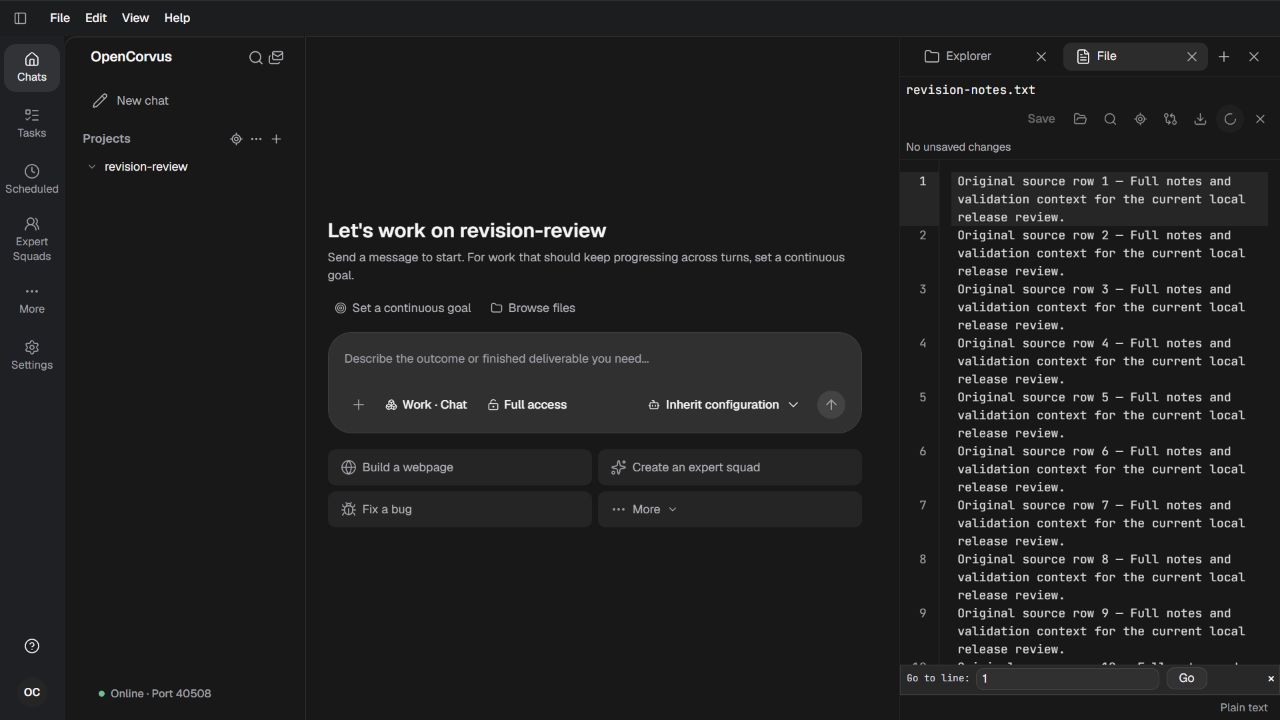 File Edit View Help
Chats
Tasks
Scheduled
Expert
Squads
More
Settings
OC
OpenCorvus
New chat
Projects
revision-review
Online · Port 40508
Let's work on revision-review
Send a message to start. For work that should keep progressing across turns, set a continuous
goal.
Set a continuous goal Browse files
Describe the outcome or finished deliverable you need...
Work · Chat Full access Inherit configuration
Build a webpage Create an expert squad
Fix a bug More
Explorer File
revision-notes.txt
Save
No unsaved changes
1 Original source row 1 — Full notes and
validation context for the current local
release review.
2 Original source row 2 — Full notes and
validation context for the current local
release review.
3 Original source row 3 — Full notes and
validation context for the current local
release review.
4 Original source row 4 — Full notes and
validation context for the current local
release review.
5 Original source row 5 — Full notes and
validation context for the current local
release review.
6 Original source row 6 — Full notes and
validation context for the current local
release review.
7 Original source row 7 — Full notes and
validation context for the current local
release review.
8 Original source row 8 — Full notes and
validation context for the current local
release review.
9 Original source row 9 — Full notes and
validation context for the current local
release review.
Go to line: 1 Go
Plain text